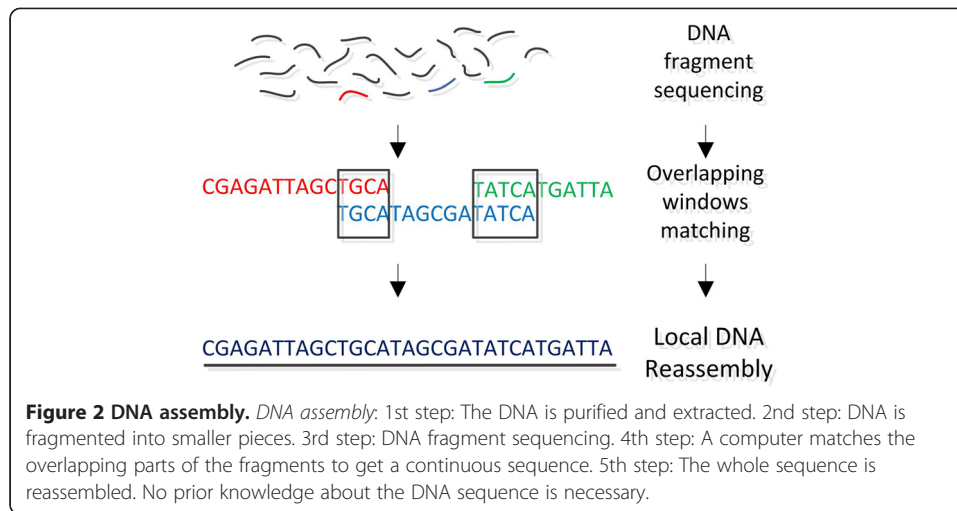 DNA
fragment
sequencing
CGAGATTAGCTGCA TATCATGATTA
TGCATAGCGATATCA
Overlapping
windows
matching
CGAGATTAGCTGCATAGCGATATCATGATTA
Local DNA
Reassembly
Figure 2 DNA assembly. DNA assembly: 1st step: The DNA is purified and extracted. 2nd step: DNA is
fragmented into smaller pieces. 3rd step: DNA fragment sequencing. 4th step: A computer matches the
overlapping parts of the fragments to get a continuous sequence. 5th step: The whole sequence is
reassembled. No prior knowledge about the DNA sequence is necessary.